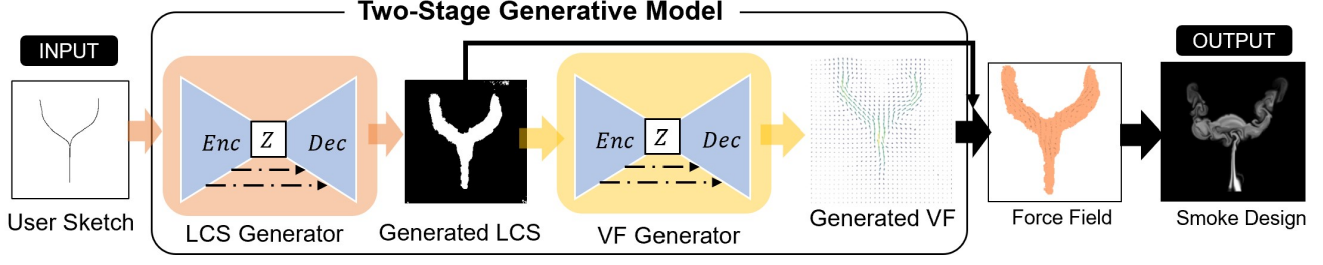 Two-Stage Generative Model
INPUT
OUTPUT
Enc Z Dec
Enc Z Dec
User Sketch
LCS Generator
Generated LCS
VF Generator
Generated VF
Force Field
Smoke Design